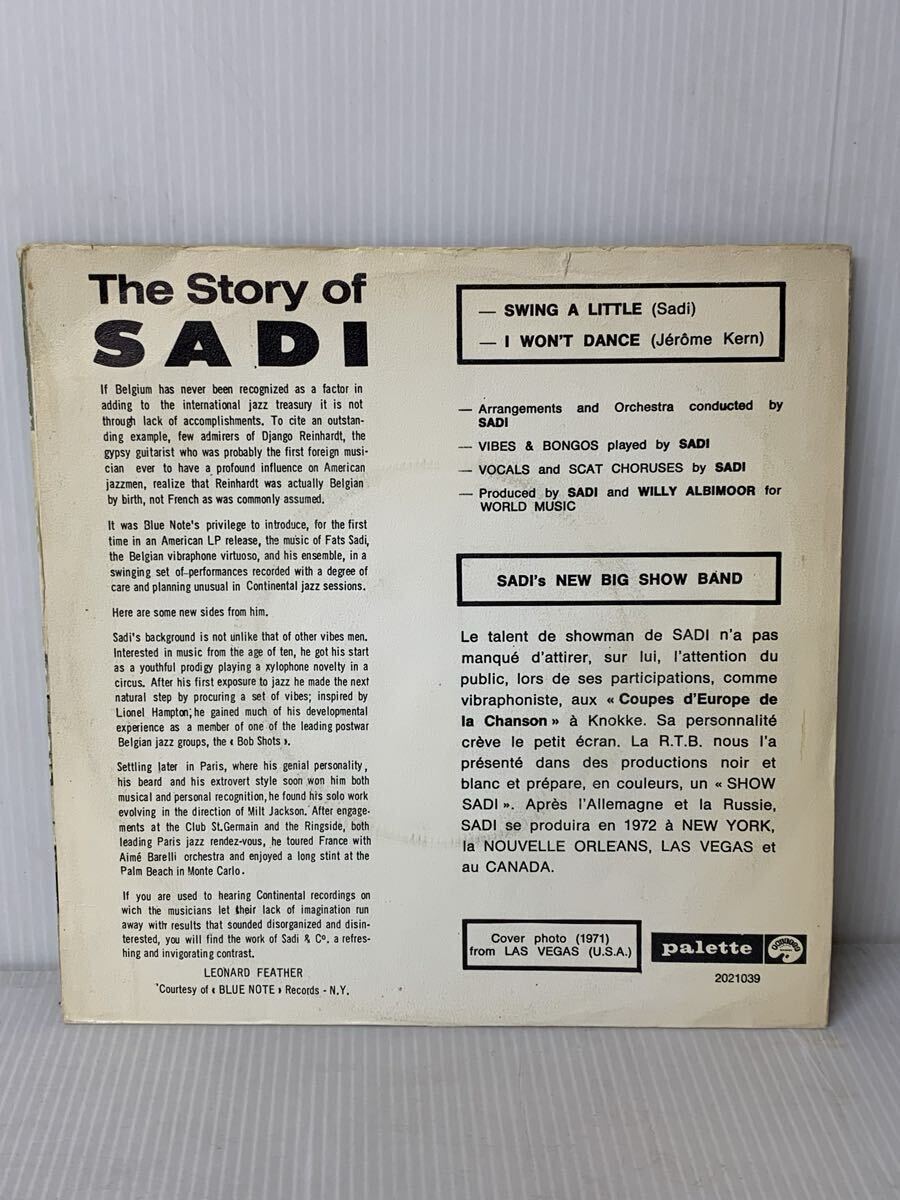 The Story of
SADI
If Belgium has never been recognized as a factor in
adding to the international jazz treasury it is not
through lack of accomplishments. To cite an outstan-
ding example, few admirers of Django Reinhardt, the
gypsy guitarist who was probably the first foreign musi-
cian ever to have a profound influence on American
jazzmen, realize that Reinhardt was actually Belgian
by birth, not French as was commonly assumed.
It was Blue Note's privilege to introduce, for the first
time in an American LP release, the music of Fats Sadi,
the Belgian vibraphone virtuoso, and his ensemble, in a
swinging set of performances recorded with a degree of
care and planning unusual in Continental jazz sessions.
Here are some new sides from him.
Sadi's background is not unlike that of other vibes men.
Interested in music from the age of ten, he got his start
as a youthful prodigy playing a xylophone novelty in a
circus. After his first exposure to jazz he made the next
natural step by procuring a set of vibes; inspired by
Lionel Hampton, he gained much of his developmental
experience as a member of one of the leading postwar
Belgian jazz groups, the « Bob Shots ».
Settling later in Paris, where his genial personality,
his beard and his extrovert style soon won him both
musical and personal recognition, he found his solo work
evolving in the direction of Milt Jackson. After engage-
ments at the Club St.Germain and the Ringside, both
leading Paris jazz rendez-vous, he toured France with
Aimé Barelli orchestra and enjoyed a long stint at the
Palm Beach in Monte Carlo.
If you are used to hearing Continental recordings on
wich the musicians let their lack of imagination run
away with results that sounded disorganized and disin-
terested, you will find the work of Sadi & Co. a refres-
hing and invigorating contrast.
LEONARD FEATHER
Courtesy of « BLUE NOTE » Records - N.Y.
— SWING A LITTLE (Sadi)
— I WON'T DANCE (Jérôme Kern)
— Arrangements and Orchestra conducted by
SADI
— VIBES & BONGOS played by SADI
— VOCALS and SCAT CHORUSES by SADI
— Produced by SADI and WILLY ALBIMOOR for
WORLD MUSIC
SADI's NEW BIG SHOW BAND
Le talent de showman de SADI n'a pas
manqué d'attirer, sur lui, l'attention du
public, lors de ses participations, comme
vibraphoniste, aux « Coupes d'Europe de
la Chanson » à Knokke. Sa personnalité
crève le petit écran. La R.T.B. nous l'a
présenté dans des productions noir et
blanc et prépare, en couleurs, un « SHOW
SADI ». Après l'Allemagne et la Russie,
SADI se produira en 1972 à NEW YORK,
la NOUVELLE ORLEANS, LAS VEGAS et
au CANADA.
Cover photo (1971)
from LAS VEGAS (U.S.A.)
palette
2021039